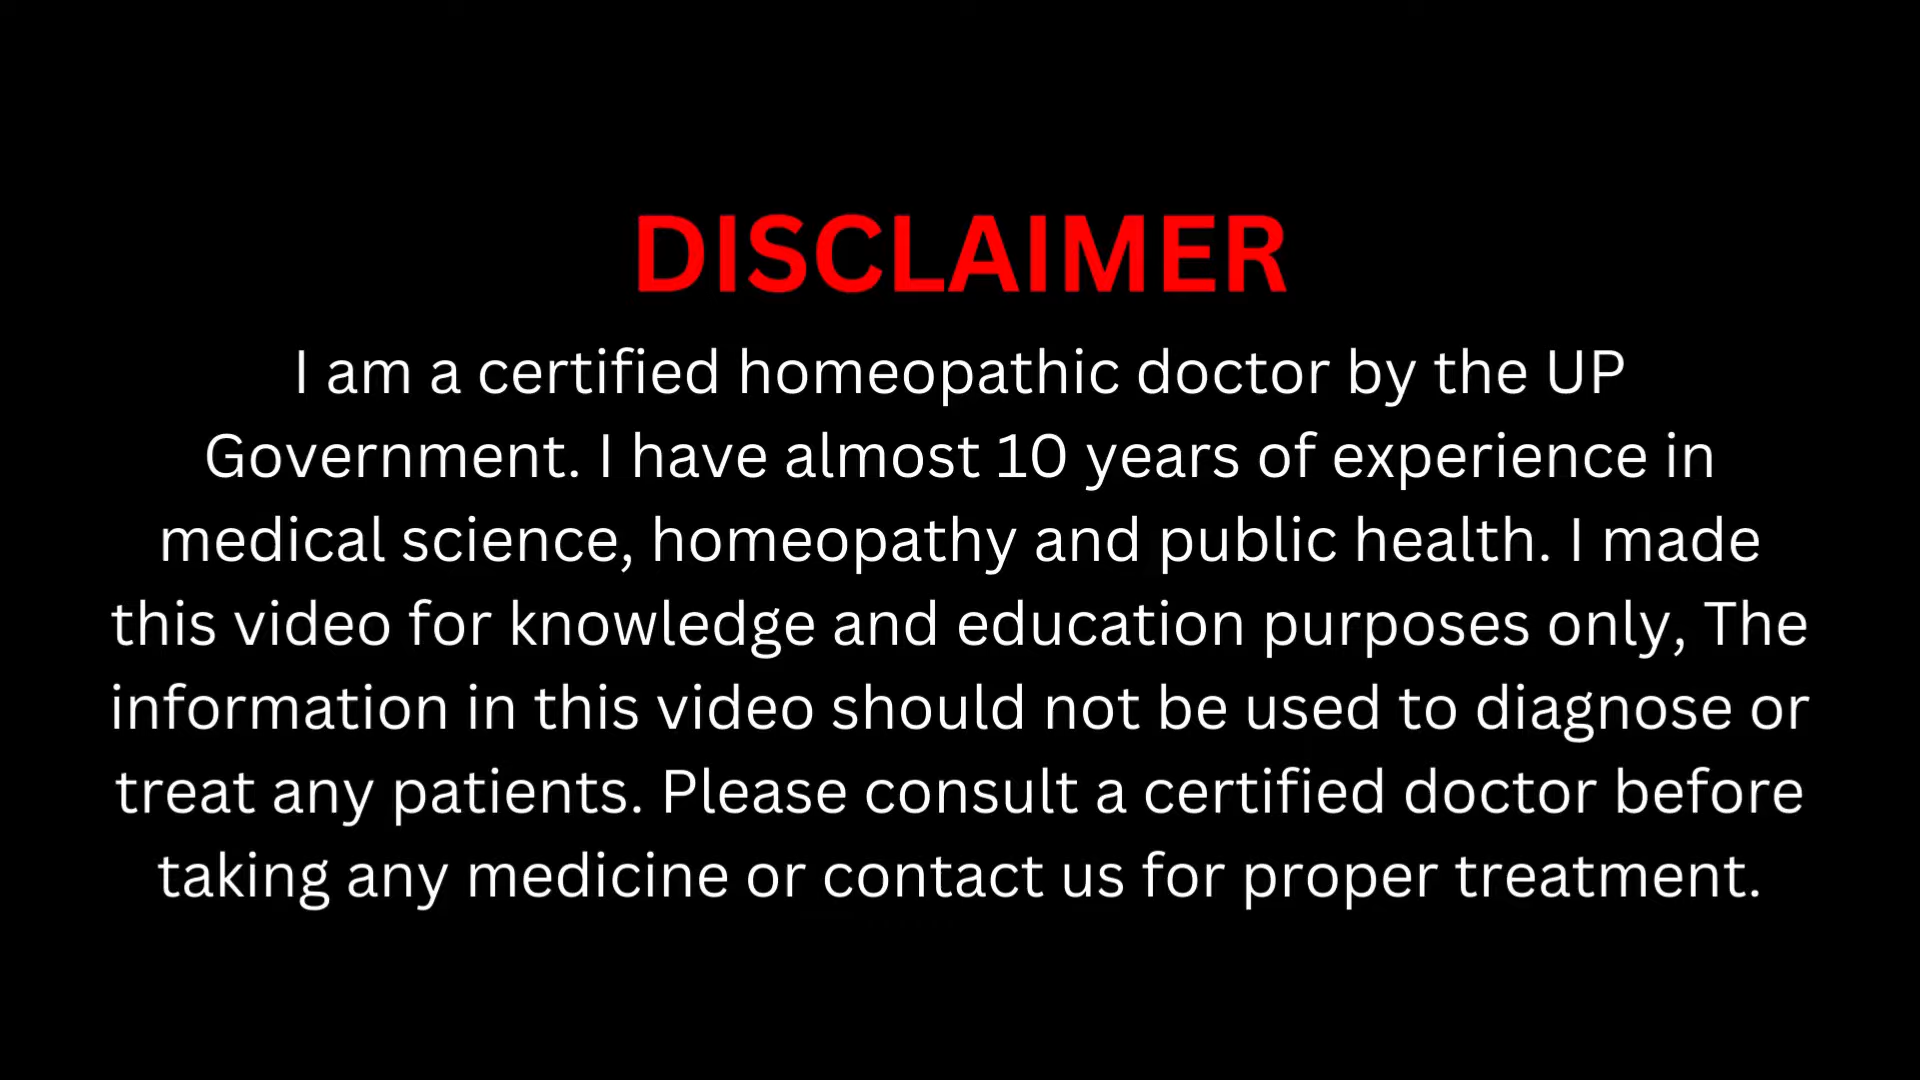 DISCLAIMER
I am a certified homeopathic doctor by the UP
Government. I have almost 10 years of experience in
medical science, homeopathy and public health. I made
this video for knowledge and education purposes only, The
information in this video should not be used to diagnose or
treat any patients. Please consult a certified doctor before
taking any medicine or contact us for proper treatment.